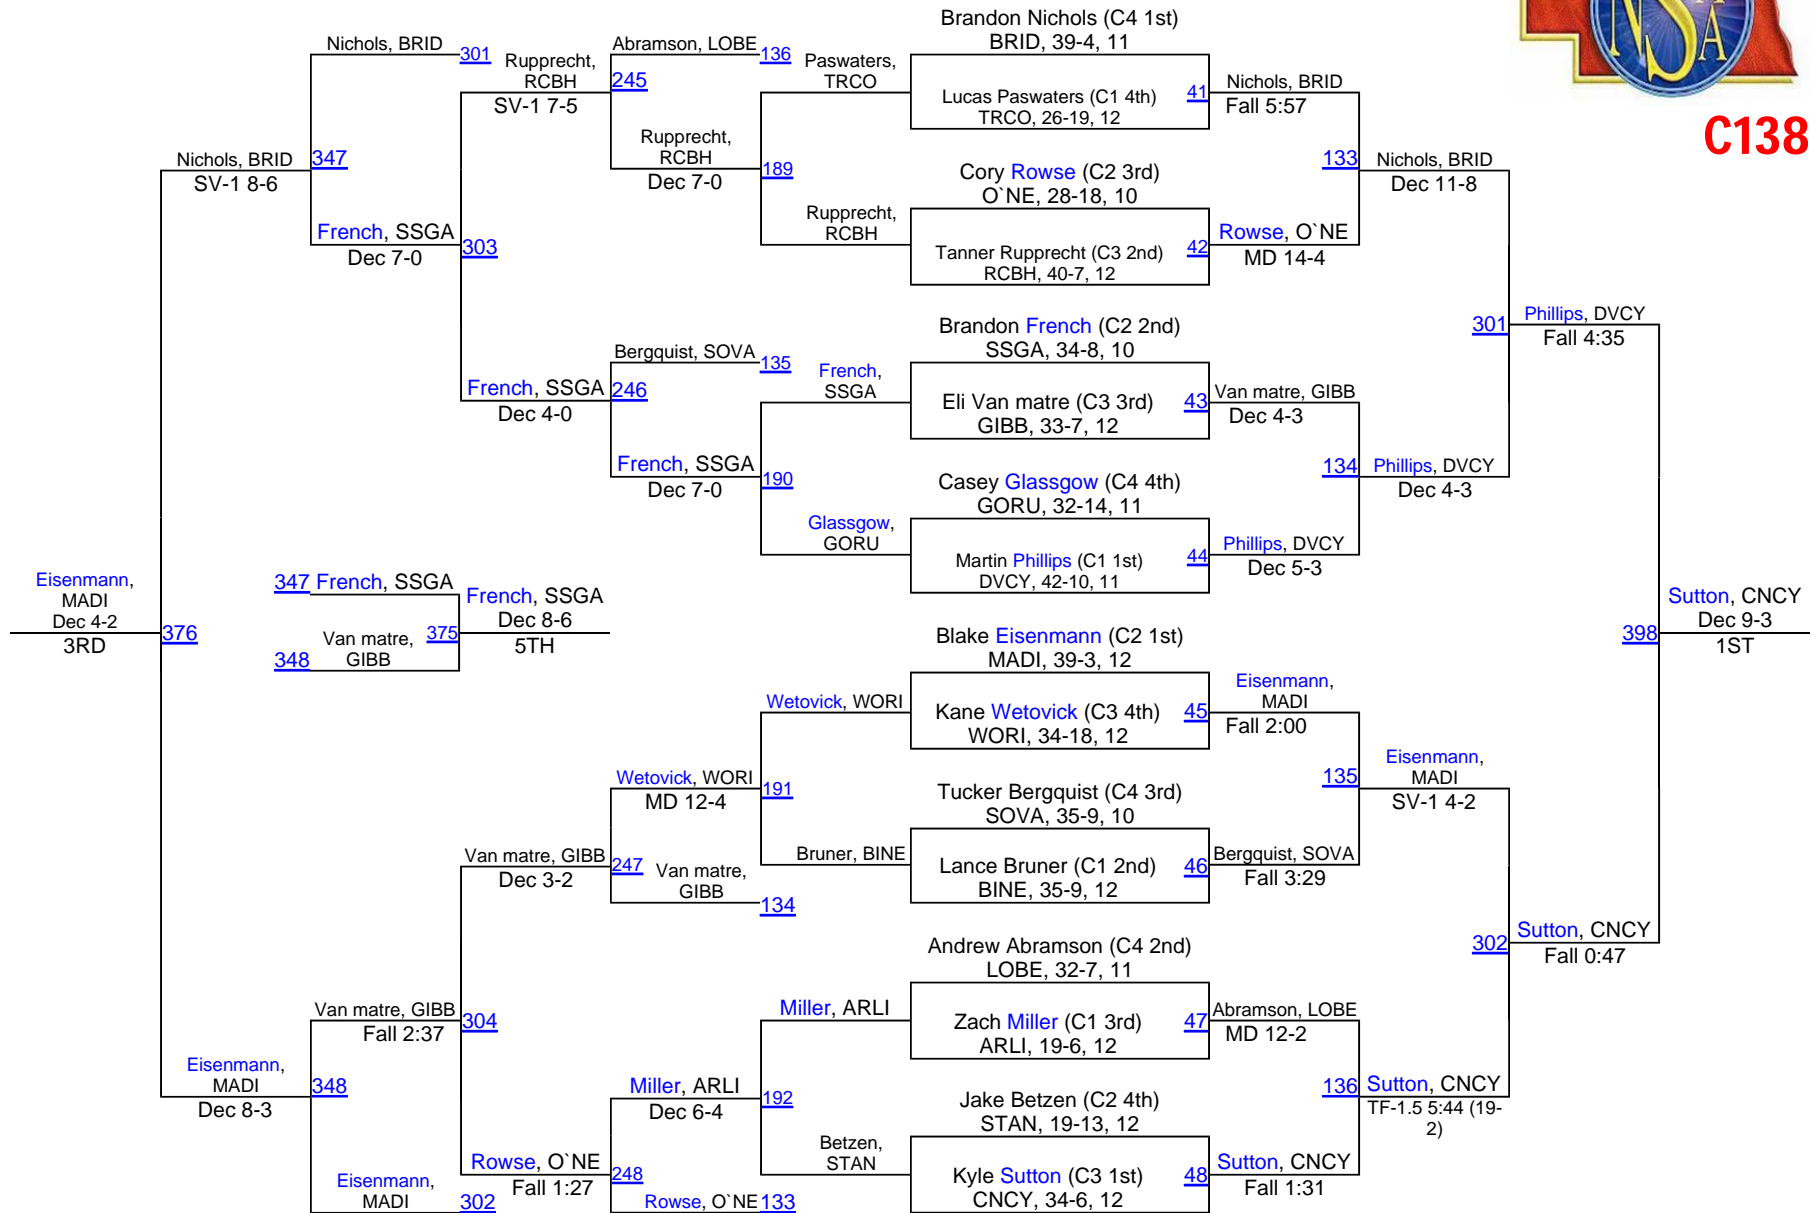 Brandon Nichols (C4 1st)
BRID, 39-4, 11
Nichols, BRID
301
Rupprecht,
RCBH
SV-1 7-5
Abramson, LOBE
136
245
Paswaters,
TRCO
Lucas Paswaters (C1 4th)
TRCO, 26-19, 12
41
Nichols, BRID
Fall 5:57
NSAA
C138
Nichols, BRID
SV-1 8-6
347
Rupprecht,
RCBH
Dec 7-0
189
Cory Rowse (C2 3rd)
O`NE, 28-18, 10
133
Nichols, BRID
Dec 11-8
French, SSGA
Dec 7-0
303
Rupprecht,
RCBH
Tanner Rupprecht (C3 2nd)
RCBH, 40-7, 12
42
Rowse, O`NE
MD 14-4
Brandon French (C2 2nd)
SSGA, 34-8, 10
301
Phillips, DVCY
Fall 4:35
Bergquist, SOVA
135
French, SSGA
Dec 4-0
246
French,
SSGA
Eli Van matre (C3 3rd)
GIBB, 33-7, 12
43
Van matre, GIBB
Dec 4-3
French, SSGA
Dec 7-0
190
Casey Glassgow (C4 4th)
GORU, 32-14, 11
134
Phillips, DVCY
Dec 4-3
Glassgow,
GORU
Martin Phillips (C1 1st)
DVCY, 42-10, 11
44
Phillips, DVCY
Dec 5-3
Eisenmann,
MADI
Dec 4-2
3RD
376
347
French, SSGA
348
Van matre,
GIBB
375
French, SSGA
Dec 8-6
5TH
398
Sutton, CNCY
Dec 9-3
1ST
Blake Eisenmann (C2 1st)
MADI, 39-3, 12
Wetovick, WORI
Kane Wetovick (C3 4th)
WORI, 34-18, 12
45
Eisenmann,
MADI
Fall 2:00
Wetovick, WORI
MD 12-4
191
Tucker Bergquist (C4 3rd)
SOVA, 35-9, 10
135
Eisenmann,
MADI
SV-1 4-2
Van matre, GIBB
Dec 3-2
247
Van matre,
GIBB
134
Bruner, BINE
Lance Bruner (C1 2nd)
BINE, 35-9, 12
46
Bergquist, SOVA
Fall 3:29
Andrew Abramson (C4 2nd)
LOBE, 32-7, 11
302
Sutton, CNCY
Fall 0:47
Van matre, GIBB
Fall 2:37
304
Miller, ARLI
Zach Miller (C1 3rd)
ARLI, 19-6, 12
47
Abramson, LOBE
MD 12-2
Eisenmann,
MADI
Dec 8-3
348
Miller, ARLI
Dec 6-4
192
Jake Betzen (C2 4th)
STAN, 19-13, 12
136
Sutton, CNCY
TF-1.5 5:44 (19-
2)
Eisenmann,
MADI
302
Rowse, O`NE
Fall 1:27
248
Rowse, O`NE
133
Betzen,
STAN
Kyle Sutton (C3 1st)
CNCY, 34-6, 12
48
Sutton, CNCY
Fall 1:31